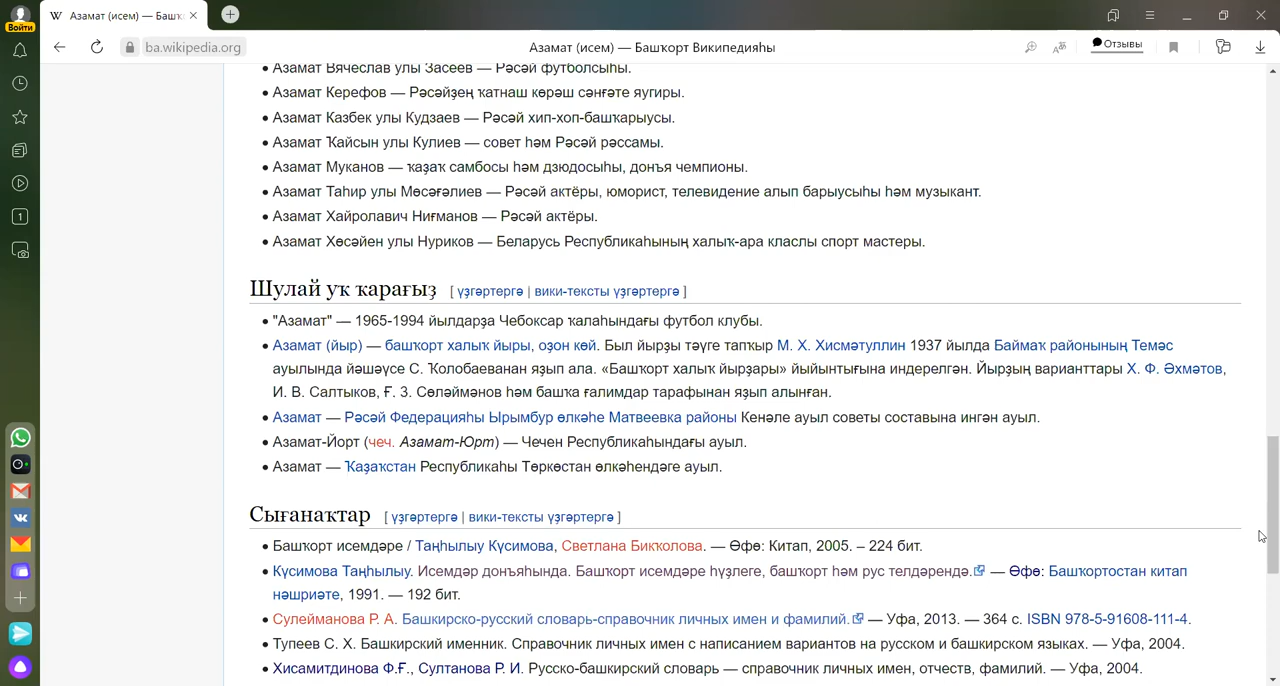 Войти
Азамат (исем) — Башҡ
ba.wikipedia.org
Азамат (исем) — Башҡорт Википедияһы
Отзывы
• Азамат Вячеслав улы Засеев — Рәсәй футболсыһы.
• Азамат Керефов — Рәсәйҙең ҡатнаш көрәш сәнғәте яугиры.
• Азамат Казбек улы Кудзаев — Рәсәй хип-хоп-башҡарыусы.
• Азамат Ҡайсын улы Кулиев — совет һәм Рәсәй рәссамы.
• Азамат Муканов — ҡаҙаҡ самбосы һәм дзюдосыһы, донъя чемпионы.
• Азамат Таһир улы Мөсәғәлиев — Рәсәй актёры, юморист, телевидение алып барыусыһы һәм музыкант.
• Азамат Хайролавич Ниғманов — Рәсәй актёры.
• Азамат Хөсәйен улы Нуриков — Беларусь Республикаһының халыҡ-ара класлы спорт мастеры.
Шулай уҡ ҡарағыҙ [ үҙгәртергә | вики-тексты үҙгәртергә ]
• "Азамат" — 1965-1994 йылдарҙа Чебоксар ҡалаһындағы футбол клубы.
• Азамат (йыр) — башҡорт халыҡ йыры, оҙон көй. Был йырҙы тәүге тапҡыр М. Х. Хисмәтуллин 1937 йылда Баймаҡ районының Темәс
ауылында йәшәүсе С. Ҡолобаеванан яҙып ала. «Башҡорт халыҡ йырҙары» йыйынтығына индерелгән. Йырҙың варианттары Х. Ф. Әхмәтов,
И. В. Салтыков, Ғ. З. Сөләймәнов һәм башҡа ғалимдар тарафынан яҙып алынған.
• Азамат — Рәсәй Федерацияһы Ырымбур өлкәһе Матвеевка районы Кенәле ауыл советы составына ингән ауыл.
• Азамат-Йорт (чеч. Азамат-Юрт) — Чечен Республикаһындағы ауыл.
• Азамат — Ҡаҙаҡстан Республикаһы Төркөстан өлкәһендәге ауыл.
Сығанаҡтар [ үҙгәртергә | вики-тексты үҙгәртергә ]
• Башҡорт исемдәре / Таңһылыу Күсимова, Светлана Биҡҡолова. — Өфө: Китап, 2005. – 224 бит.
• Күсимова Таңһылыу. Исемдәр донъяһында. Башҡорт исемдәре һүҙлеге, башҡорт һәм рус телдәрендә. — Өфө: Башҡортостан китап
нәшриәте, 1991. — 192 бит.
• Сулейманова Р. А. Башкирско-русский словарь-справочник личных имен и фамилий. — Уфа, 2013. — 364 с. ISBN 978-5-91608-111-4.
• Тупеев С. Х. Башкирский именник. Справочник личных имен с написанием вариантов на русском и башкирском языках. — Уфа, 2004.
• Хисамитдинова Ф.Ғ., Султанова Р. И. Русско-башкирский словарь — справочник личных имен, отчеств, фамилий. — Уфа, 2004.